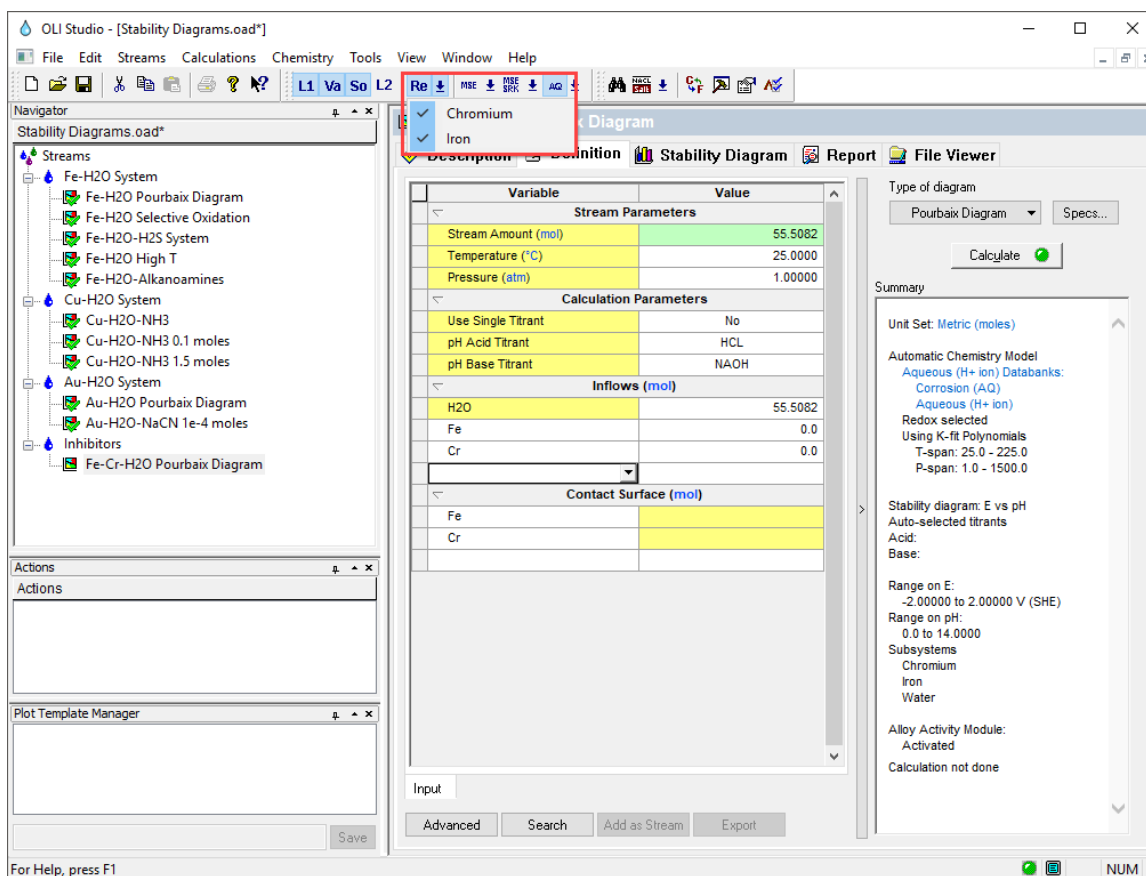 OLI Studio - [Stability Diagrams.oad*]
File Edit Streams Calculations Chemistry Tools View Window Help
L1 Va So L2 Re MSE MSE SRK AQ
Chromium
Iron
Navigator
Stability Diagrams.oad*
Streams
Fe-H2O System
Fe-H2O Pourbaix Diagram
Fe-H2O Selective Oxidation
Fe-H2O-H2S System
Fe-H2O High T
Fe-H2O-Alkanoamines
Cu-H2O System
Cu-H2O-NH3
Cu-H2O-NH3 0.1 moles
Cu-H2O-NH3 1.5 moles
Au-H2O System
Au-H2O Pourbaix Diagram
Au-H2O-NaCN 1e-4 moles
Inhibitors
Fe-Cr-H2O Pourbaix Diagram
Actions
Actions
Plot Template Manager
Save
Diagram
Description Definition Stability Diagram Report File Viewer
Variable Value
Stream Parameters
Stream Amount (mol) 55.5082
Temperature (°C) 25.0000
Pressure (atm) 1.00000
Calculation Parameters
Use Single Titrant No
pH Acid Titrant HCL
pH Base Titrant NAOH
Inflows (mol)
H2O 55.5082
Fe 0.0
Cr 0.0
Contact Surface (mol)
Fe
Cr
Input
Advanced Search Add as Stream Export
Type of diagram
Pourbaix Diagram Specs...
Calculate
Summary
Unit Set: Metric (moles)
Automatic Chemistry Model
Aqueous (H+ ion) Databanks:
Corrosion (AQ)
Aqueous (H+ ion)
Redox selected
Using K-fit Polynomials
T-span: 25.0 - 225.0
P-span: 1.0 - 1500.0
Stability diagram: E vs pH
Auto-selected titrants
Acid:
Base:
Range on E:
-2.00000 to 2.00000 V (SHE)
Range on pH:
0.0 to 14.0000
Subsystems
Chromium
Iron
Water
Alloy Activity Module:
Activated
Calculation not done
For Help, press F1
NUM